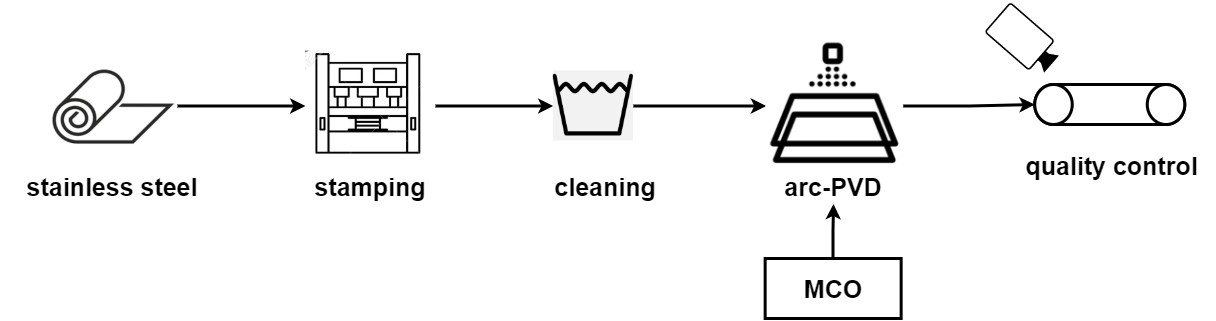 stainless steel
stamping
cleaning
arc-PVD
quality control
MCO